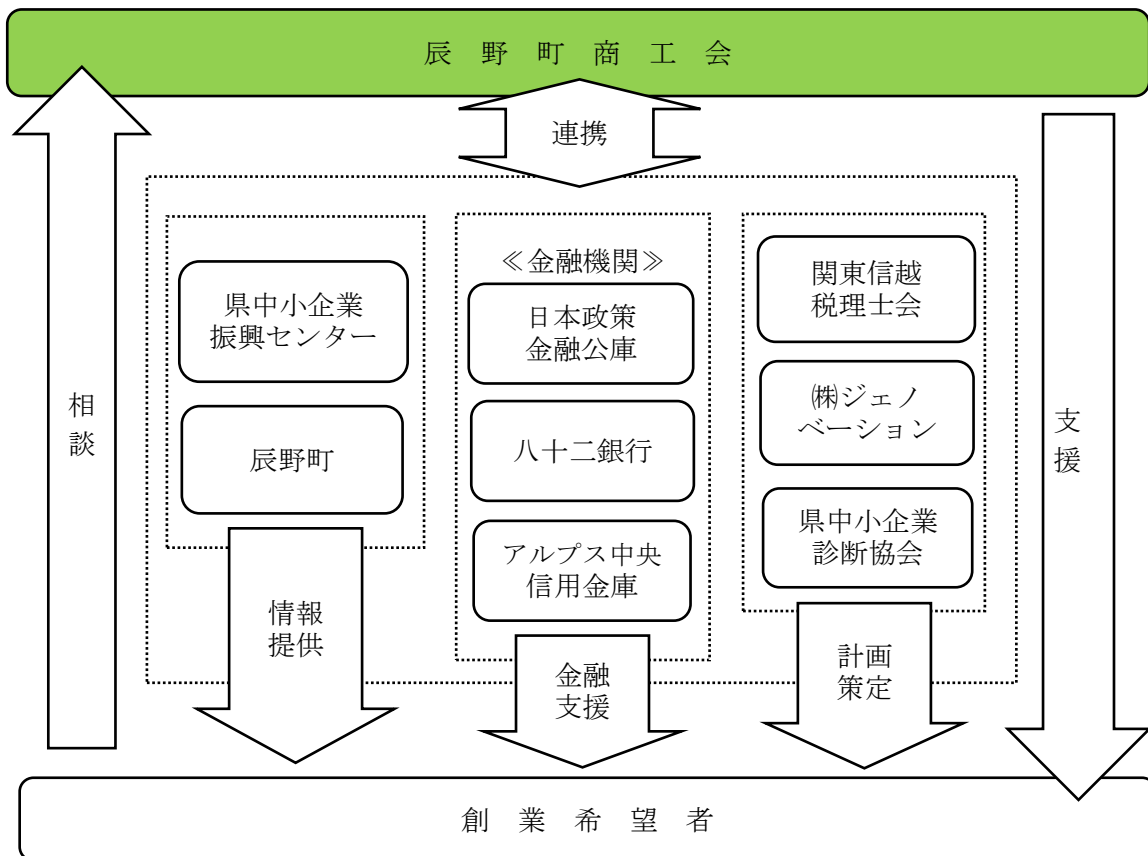 辰野町商工会
連携
相談
県中小企業
振興センター
辰野町
情報
提供
≪金融機関≫
日本政策
金融公庫
八十二銀行
アルプス中央
信用金庫
金融
支援
関東信越
税理士会
㈱ジェノ
ベーション
県中小企業
診断協会
計画
策定
支援
創業希望者